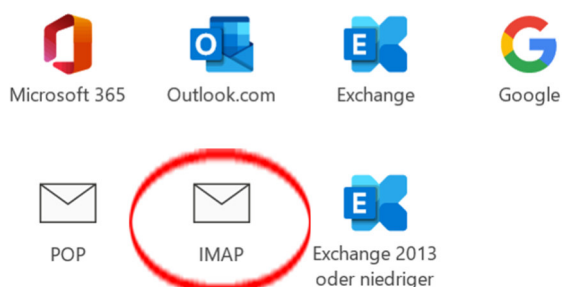 Microsoft 365
Outlook.com
Exchange
Google
POP
IMAP
Exchange 2013
oder niedriger